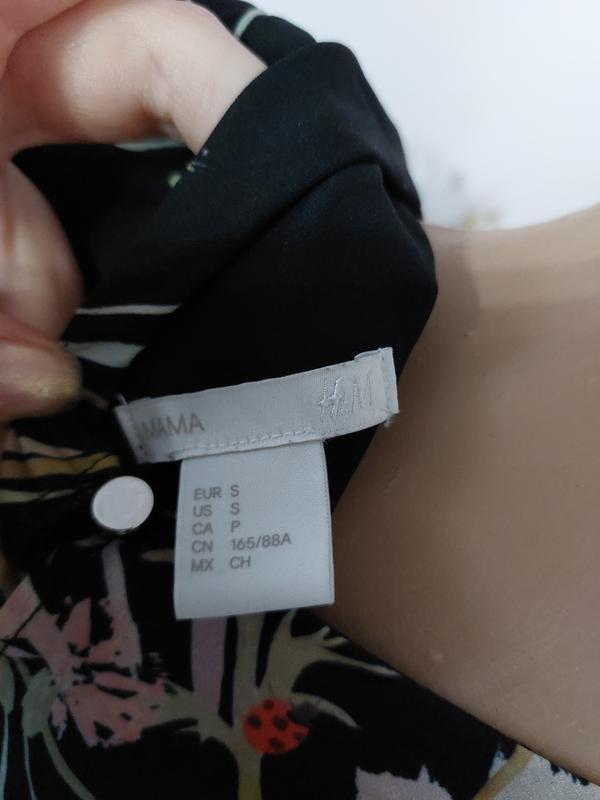 MAMA H&M
EUR S
US S
CA P
CN 165/88A
MX CH